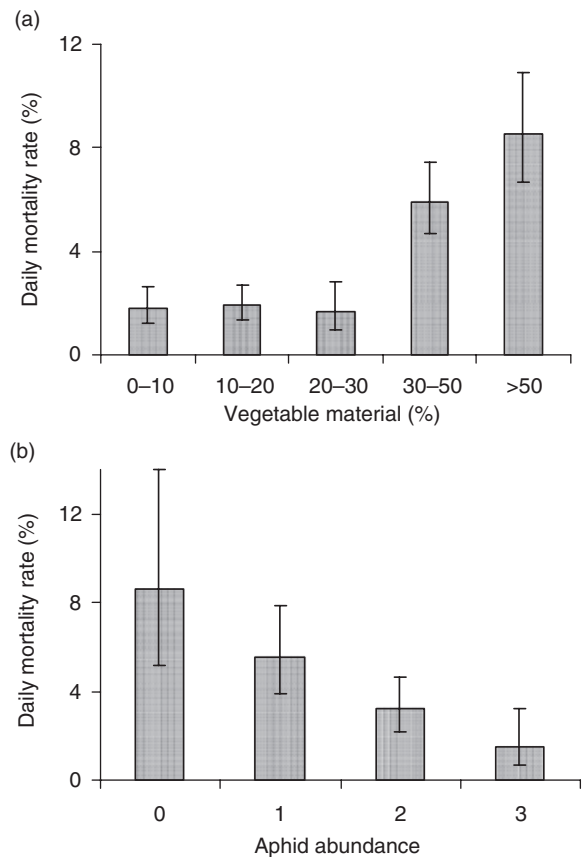 (a)
12
8
4
0
Daily mortality rate (%)
0–10 10–20 20–30 30–50 >50
Vegetable material (%)
(b)
12
8
4
0
Daily mortality rate (%)
0 1 2 3
Aphid abundance